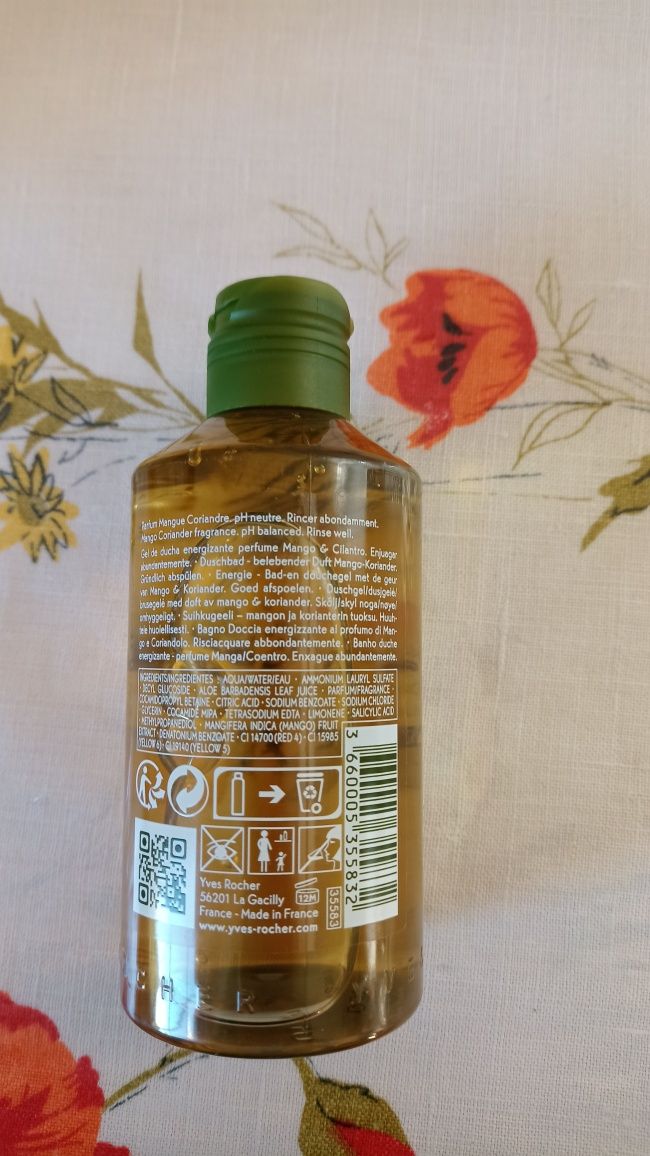 Parfum Mangue Coriandre. pH neutre. Rincer abondamment.
Mango Coriander fragrance. pH balanced. Rinse well.
Gel de ducha energizante perfume Mango & Cilantro. Enjuagar
abundantemente. • Duschbad - belebender Duft Mango-Koriander.
Gründlich abspülen. • Energie - Bad-en douchegel met de geur
van Mango & Koriander. Goed afspoelen. • Duschgel/dusjgelé/
brusegelé med doft av mango & koriander. Skölj/skyl noga/nøye/
omhyggeligt. • Suihkugeeli – mangon ja korianterin tuoksu. Huuh-
tele huolellisesti. • Bagno Doccia energizzante al profumo di Man-
go e Coriandolo. Risciacquare abbondantemente. • Banho duche
energizante - perfume Manga/Coentro. Enxague abundantemente.
INGREDIENTS/INGREDIENTES : AQUA/WATER/EAU • AMMONIUM LAURYL SULFATE
• DECYL GLUCOSIDE • ALOE BARBADENSIS LEAF JUICE • PARFUM/FRAGRANCE •
COCAMIDOPROPYL BETAINE • CITRIC ACID • SODIUM BENZOATE • SODIUM CHLORIDE
• GLYCERIN • COCAMIDE MIPA • TETRASODIUM EDTA • LIMONENE • SALICYLIC ACID
• METHYLPROPANEDIOL • MANGIFERA INDICA (MANGO) FRUIT
EXTRACT • DENATONIUM BENZOATE • CI 14700 (RED 4) • CI 15985
(YELLOW 6) • CI 19140 (YELLOW 5)
3 660005 355832
Yves Rocher
56201 La Gacilly
France - Made in France
www.yves-rocher.com
12M
35583
CHER